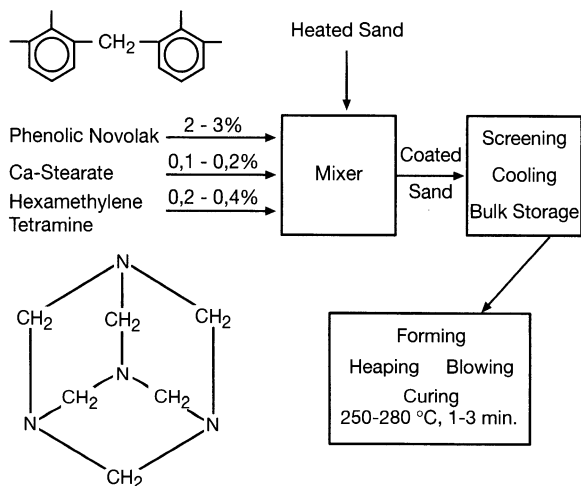 CH2
Heated Sand
Phenolic Novolak
2 - 3%
Ca-Stearate
0,1 - 0,2%
Hexamethylene
Tetramine
0,2 - 0,4%
Mixer
Coated
Sand
Screening
Cooling
Bulk Storage
N
CH2
CH2
CH2
N
CH2
CH2
N
N
CH2
Forming
Heaping Blowing
Curing
250-280 °C, 1-3 min.